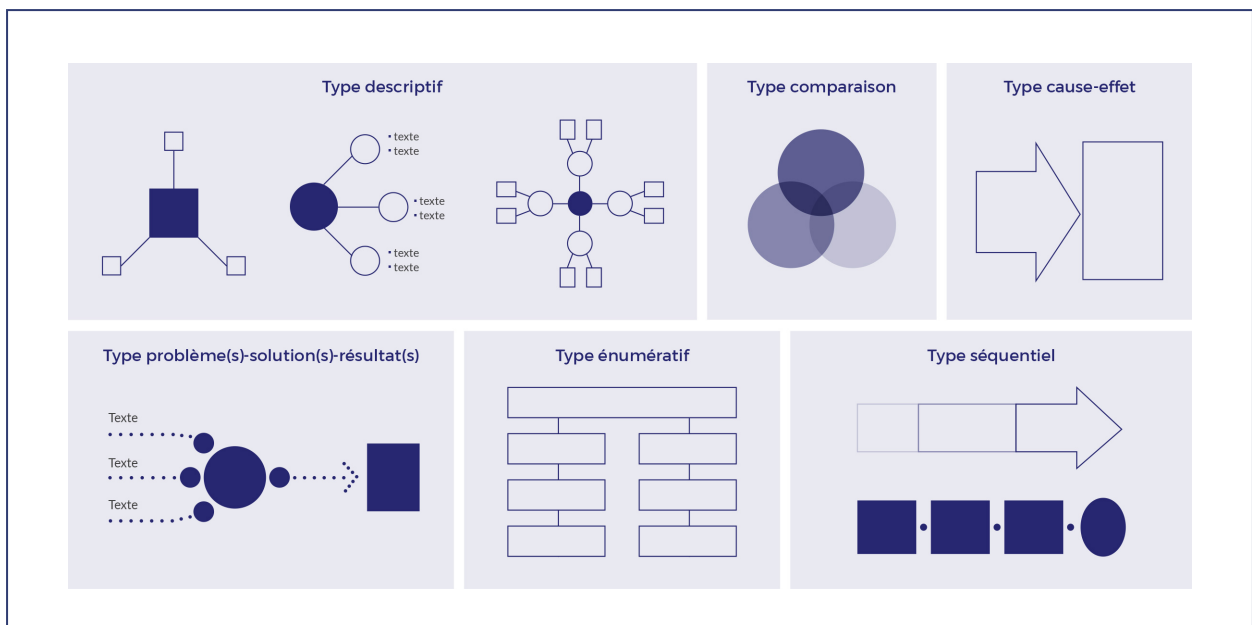 Type descriptif
• texte
• texte
• texte
• texte
• texte
• texte
Type comparaison
Type cause-effet
Type problème(s)-solution(s)-résultat(s)
Texte
Texte
Texte
Type énumératif
Type séquentiel